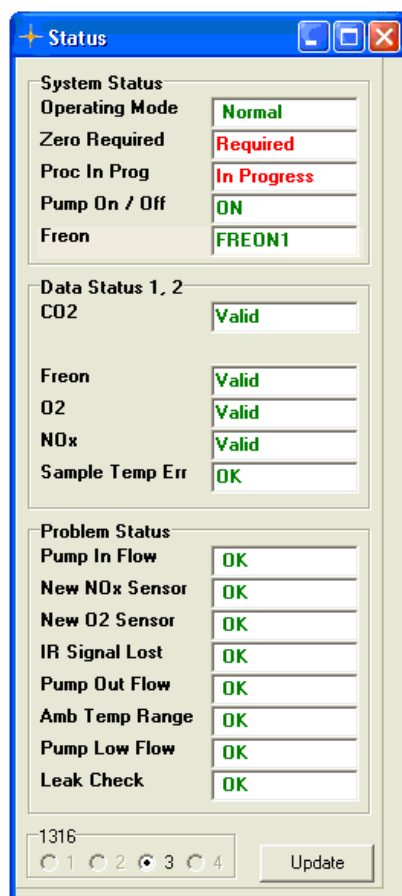 Status
System Status
Operating Mode Normal
Zero Required Required
Proc In Prog In Progress
Pump On / Off ON
Freon FREON1
Data Status 1, 2
CO2 Valid
Freon Valid
O2 Valid
NOx Valid
Sample Temp Err OK
Problem Status
Pump In Flow OK
New NOx Sensor OK
New O2 Sensor OK
IR Signal Lost OK
Pump Out Flow OK
Amb Temp Range OK
Pump Low Flow OK
Leak Check OK
1316
1 2 3 4 Update